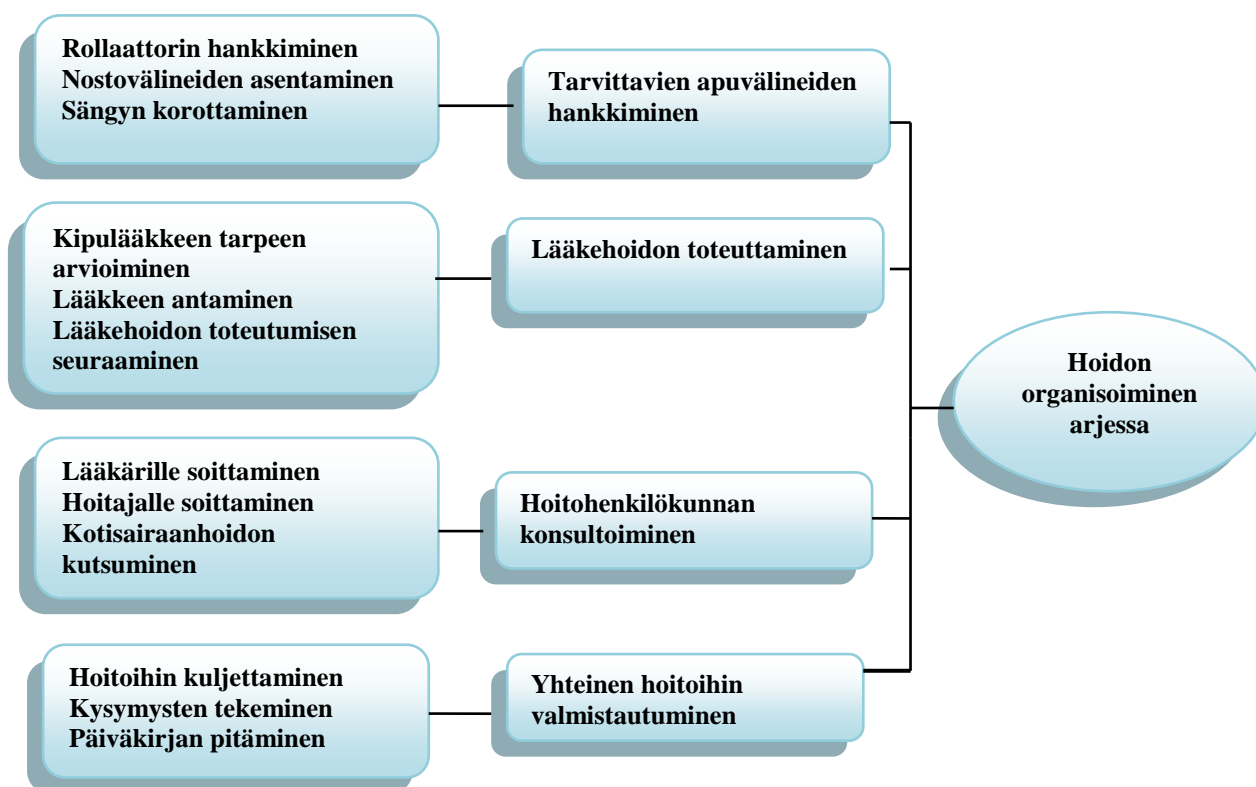 Rollaattorin hankkiminen
Nostovälineiden asentaminen
Sängyn korottaminen
Tarvittavien apuvälineiden
hankkiminen
Kipulääkkeen tarpeen
arvioiminen
Lääkkeen antaminen
Lääkehoidon toteutumisen
seuraaminen
Lääkehoidon toteuttaminen
Hoidon
organisoiminen
arjessa
Lääkärille soittaminen
Hoitajalle soittaminen
Kotisairaanhoidon
kutsuminen
Hoitohenkilökunnan
konsultoiminen
Hoitoihin kuljettaminen
Kysymysten tekeminen
Päiväkirjan pitäminen
Yhteinen hoitoihin
valmistautuminen